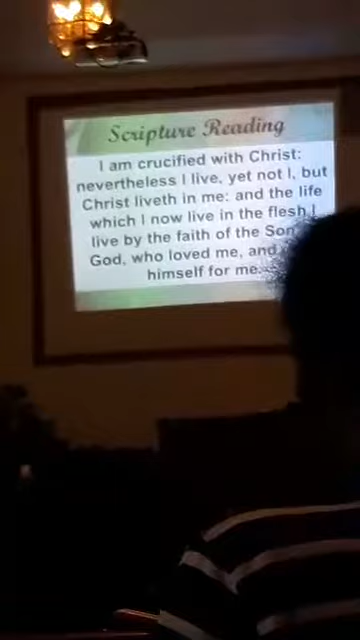 Scripture Reading
I am crucified with Christ:
nevertheless I live, yet not I, but
Christ liveth in me: and the life
which I now live in the flesh I
live by the faith of the Son
God, who loved me, and
himself for me.